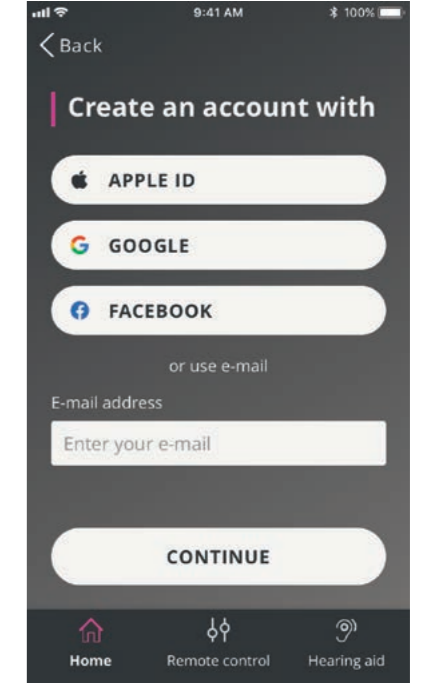 9:41 AM
100%
Back
Create an account with
APPLE ID
GOOGLE
FACEBOOK
or use e-mail
E-mail address
Enter your e-mail
CONTINUE
Home Remote control Hearing aid